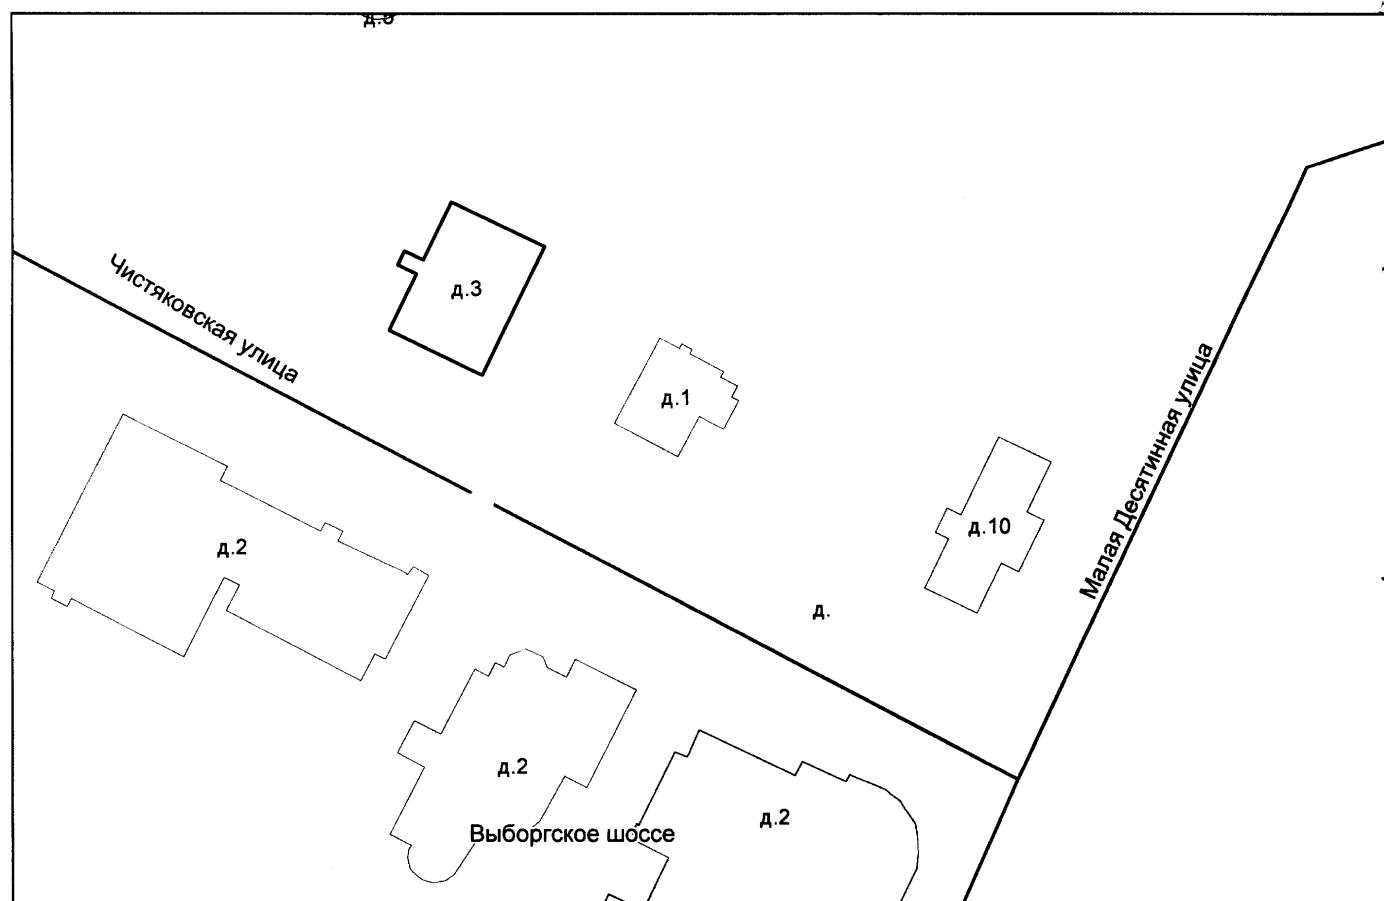 Чистяковская улица
д.3
д.1
Малая Десятинная улица
д.10
д.2
д.
д.2
д.2
Выборгское шоссе